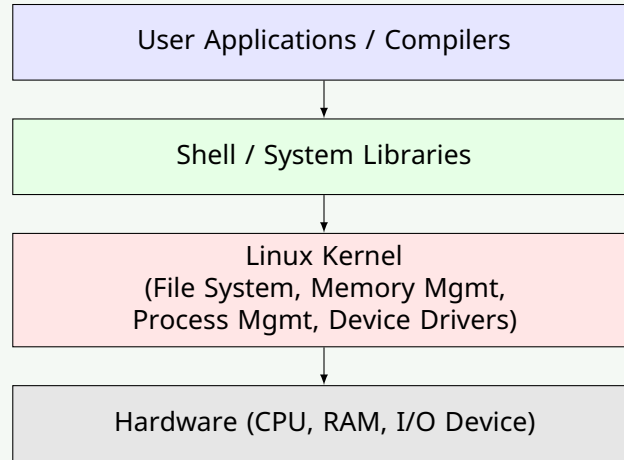 User Applications / Compilers
Shell / System Libraries
Linux Kernel
(File System, Memory Mgmt,
Process Mgmt, Device Drivers)
Hardware (CPU, RAM, I/O Device)